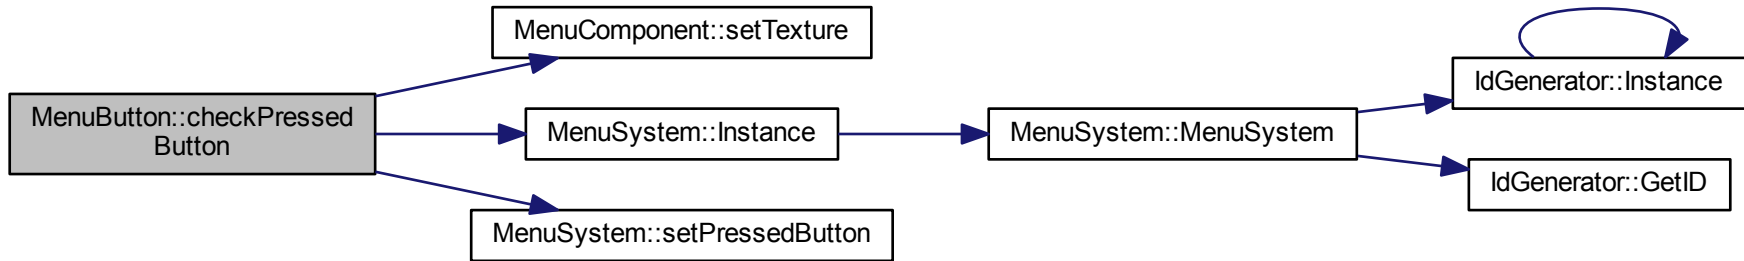 MenuComponent::setTexture
IdGenerator::Instance
MenuButton::checkPressed
Button
MenuSystem::Instance
MenuSystem::MenuSystem
IdGenerator::GetID
MenuSystem::setPressedButton